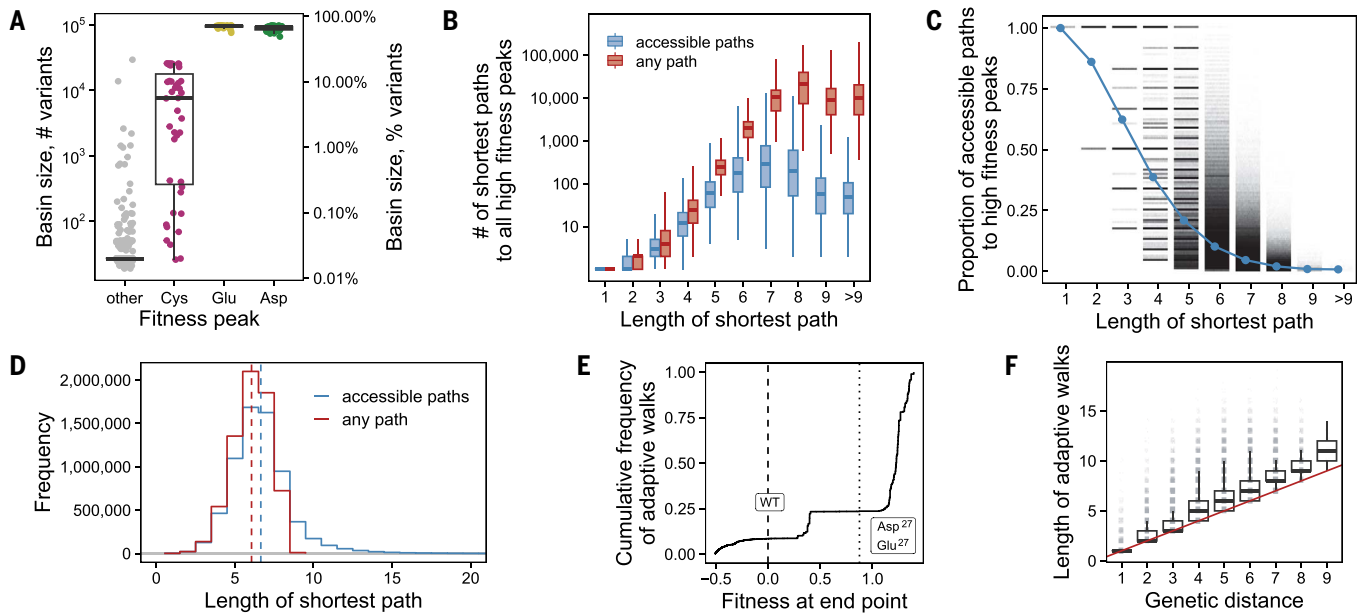 A
Basin size, # variants
10⁵
10⁴
10³
10²
100.00%
10.00%
1.00%
0.10%
0.01%
Basin size, % variants
other Cys Glu Asp
Fitness peak
B
# of shortest paths
to all high fitness peaks
100,000
10,000
1,000
100
10
accessible paths
any path
1 2 3 4 5 6 7 8 9 >9
Length of shortest path
C
Proportion of accessible paths
to high fitness peaks
1.00
0.75
0.50
0.25
0.00
1 2 3 4 5 6 7 8 9 >9
Length of shortest path
D
Frequency
2,000,000
1,500,000
1,000,000
500,000
0
accessible paths
any path
0 5 10 15 20
Length of shortest path
E
Cumulative frequency
of adaptive walks
1.00
0.75
0.50
0.25
0.00
WT
Asp²⁷
Glu²⁷
-0.5 0.0 0.5 1.0
Fitness at end point
F
Length of adaptive walks
15
10
5
0
1 2 3 4 5 6 7 8 9
Genetic distance